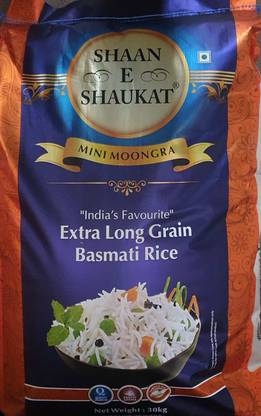 SHAAN
E
SHAUKAT®
MINI MOONGRA
"India's Favourite"
Extra Long Grain
Basmati Rice
Net Weight : 30kg